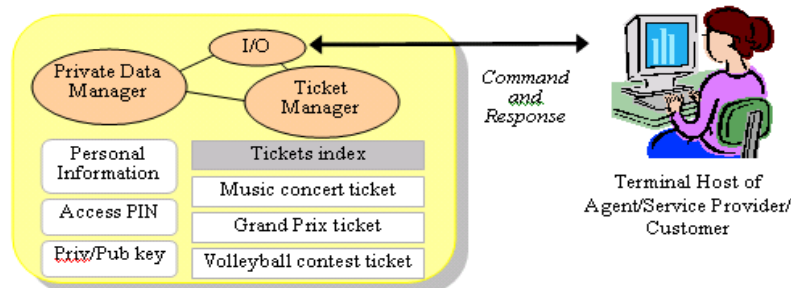 I/O
Private Data
Manager
Ticket
Manager
Command
and
Response
Personal
Information
Access PIN
Priv/Pub key
Tickets index
Music concert ticket
Grand Prix ticket
Volleyball contest ticket
Terminal Host of
Agent/Service Provider/
Customer